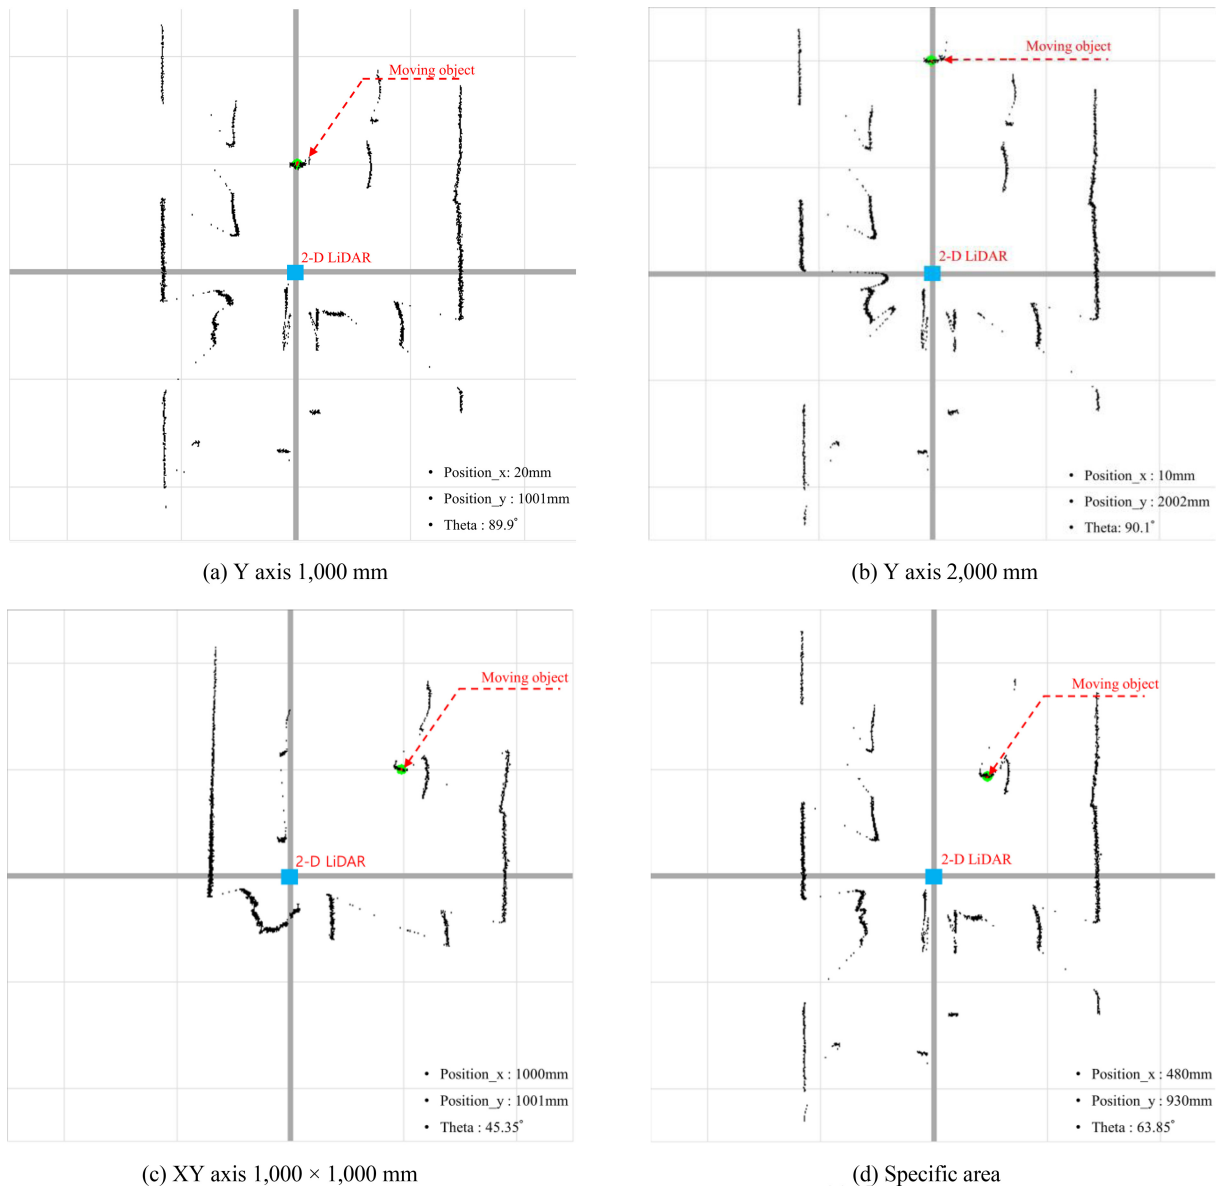 Moving object
2-D LiDAR
• Position_x: 20mm
• Position_y : 1001mm
• Theta : 89.9°
(a) Y axis 1,000 mm
Moving object
2-D LiDAR
• Position_x : 10mm
• Position_y : 2002mm
• Theta: 90.1°
(b) Y axis 2,000 mm
Moving object
2-D LiDAR
• Position_x : 1000mm
• Position_y : 1001mm
• Theta : 45.35°
(c) XY axis 1,000 × 1,000 mm
Moving object
2-D LiDAR
• Position_x : 480mm
• Position_y : 930mm
• Theta : 63.85°
(d) Specific area